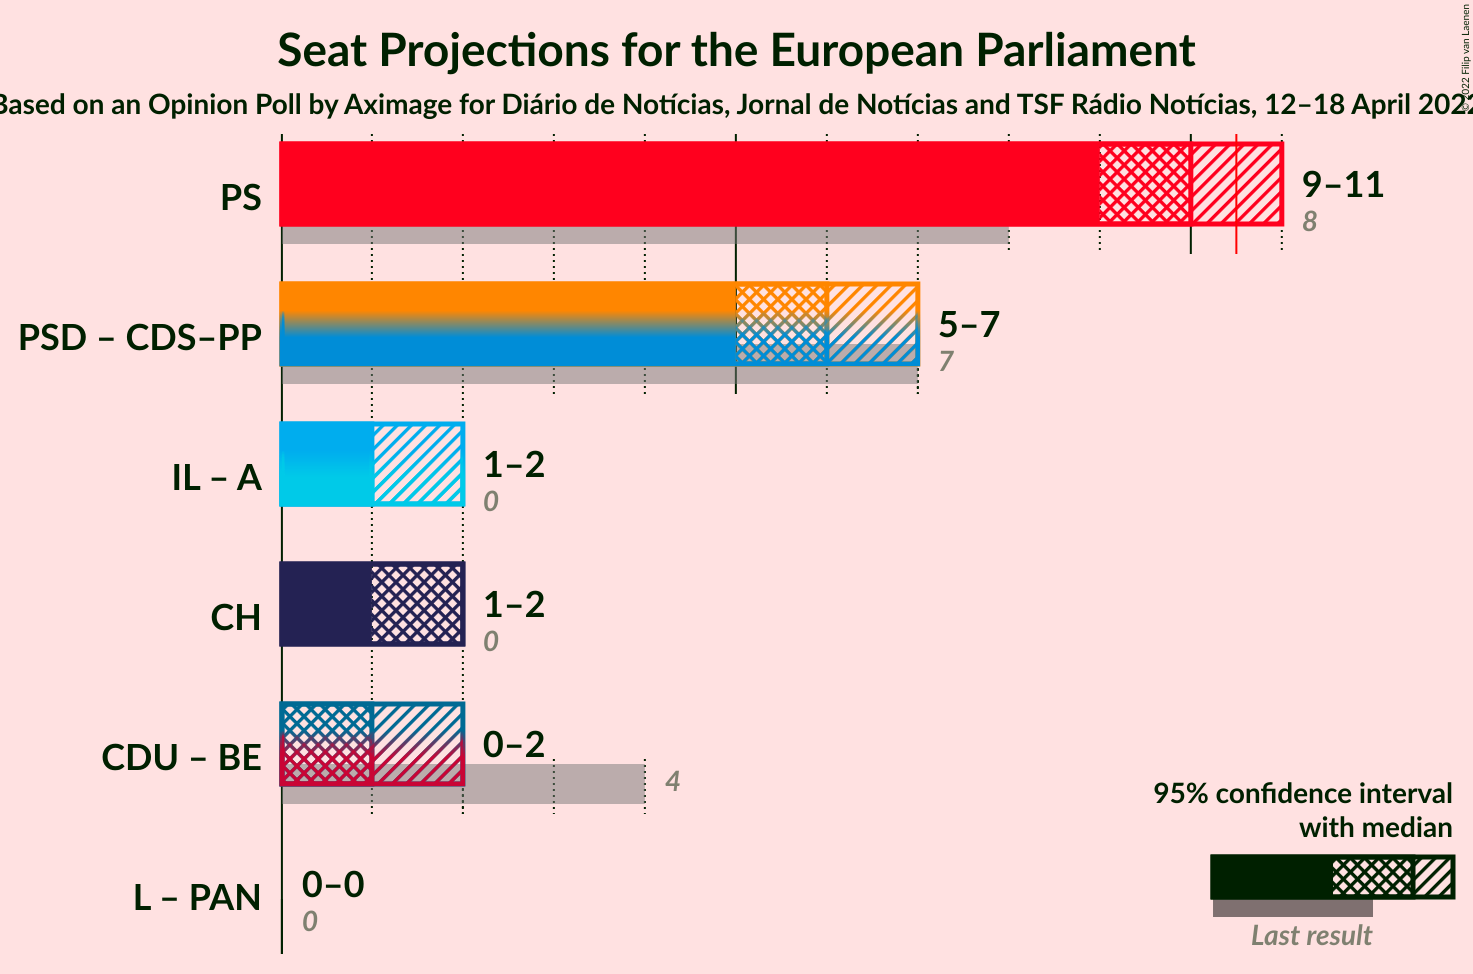 Seat Projections for the European Parliament
Based on an Opinion Poll by Aximage for Diário de Notícias, Jornal de Notícias and TSF Rádio Notícias, 12–18 April 2022
© 2022 Filip van Laenen
PS
9–11
8
PSD – CDS–PP
5–7
7
IL – A
1–2
0
CH
1–2
0
CDU – BE
0–2
4
L – PAN
0–0
0
95% confidence interval
with median
Last result